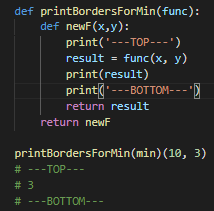 def printBordersForMin(func):
    def newF(x,y):
        print('---TOP---')
        result = func(x, y)
        print(result)
        print('---BOTTOM---')
        return result
    return newF

printBordersForMin(min)(10, 3)
# ---TOP---
# 3
# ---BOTTOM---